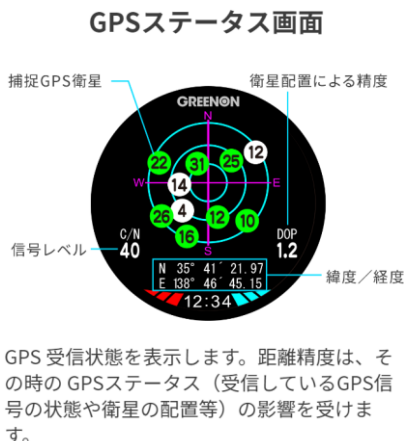 GPSステータス画面
捕捉GPS衛星
衛星配置による精度
GREENON
N
12
22
31
25
W
14
E
4
26
12
10
16
S
C/N
40
DOP
1.2
信号レベル
N 35° 41′ 21.97
E 138° 46′ 45.15
緯度／経度
12:34
GPS 受信状態を表示します。距離精度は、そ
の時の GPSステータス（受信しているGPS信
号の状態や衛星の配置等）の影響を受けま
す。